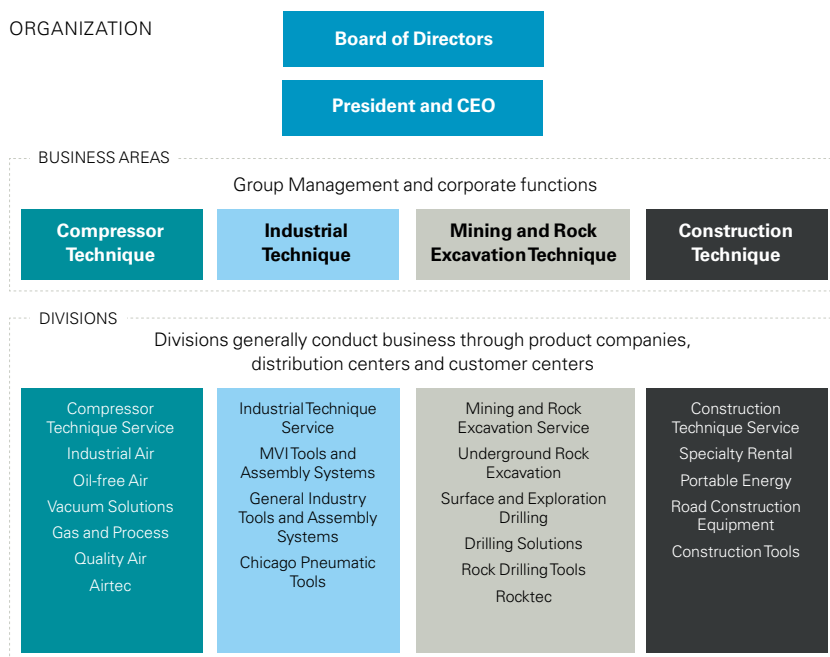 ORGANIZATION
Board of Directors
President and CEO
BUSINESS AREAS
Group Management and corporate functions
Compressor
Technique
Industrial
Technique
Mining and Rock
Excavation Technique
Construction
Technique
DIVISIONS
Divisions generally conduct business through product companies,
distribution centers and customer centers
Compressor
Technique Service
Industrial Air
Oil-free Air
Vacuum Solutions
Gas and Process
Quality Air
Airtec
Industrial Technique
Service
MVI Tools and
Assembly Systems
General Industry
Tools and Assembly
Systems
Chicago Pneumatic
Tools
Mining and Rock
Excavation Service
Underground Rock
Excavation
Surface and Exploration
Drilling
Drilling Solutions
Rock Drilling Tools
Rocktec
Construction
Technique Service
Specialty Rental
Portable Energy
Road Construction
Equipment
Construction Tools